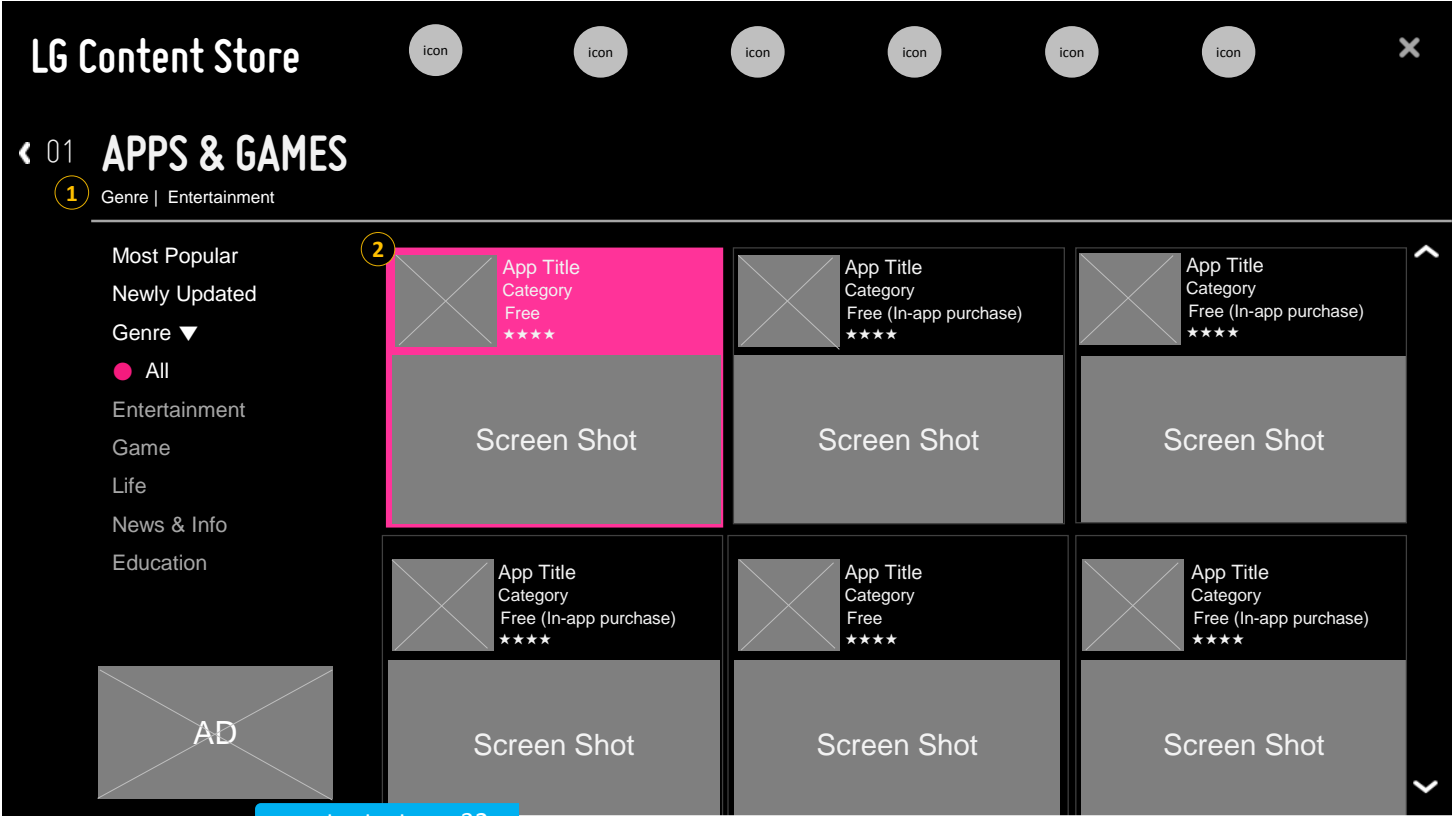 LG Content Store
icon
icon
icon
icon
icon
icon
01 APPS & GAMES
1
Genre | Entertainment
Most Popular
Newly Updated
Genre ▼
All
Entertainment
Game
Life
News & Info
Education
AD
2
App Title
Category
Free
★★★★
Screen Shot
App Title
Category
Free (In-app purchase)
★★★★
Screen Shot
App Title
Category
Free (In-app purchase)
★★★★
Screen Shot
App Title
Category
Free (In-app purchase)
★★★★
Screen Shot
App Title
Category
Free
★★★★
Screen Shot
App Title
Category
Free (In-app purchase)
★★★★
Screen Shot